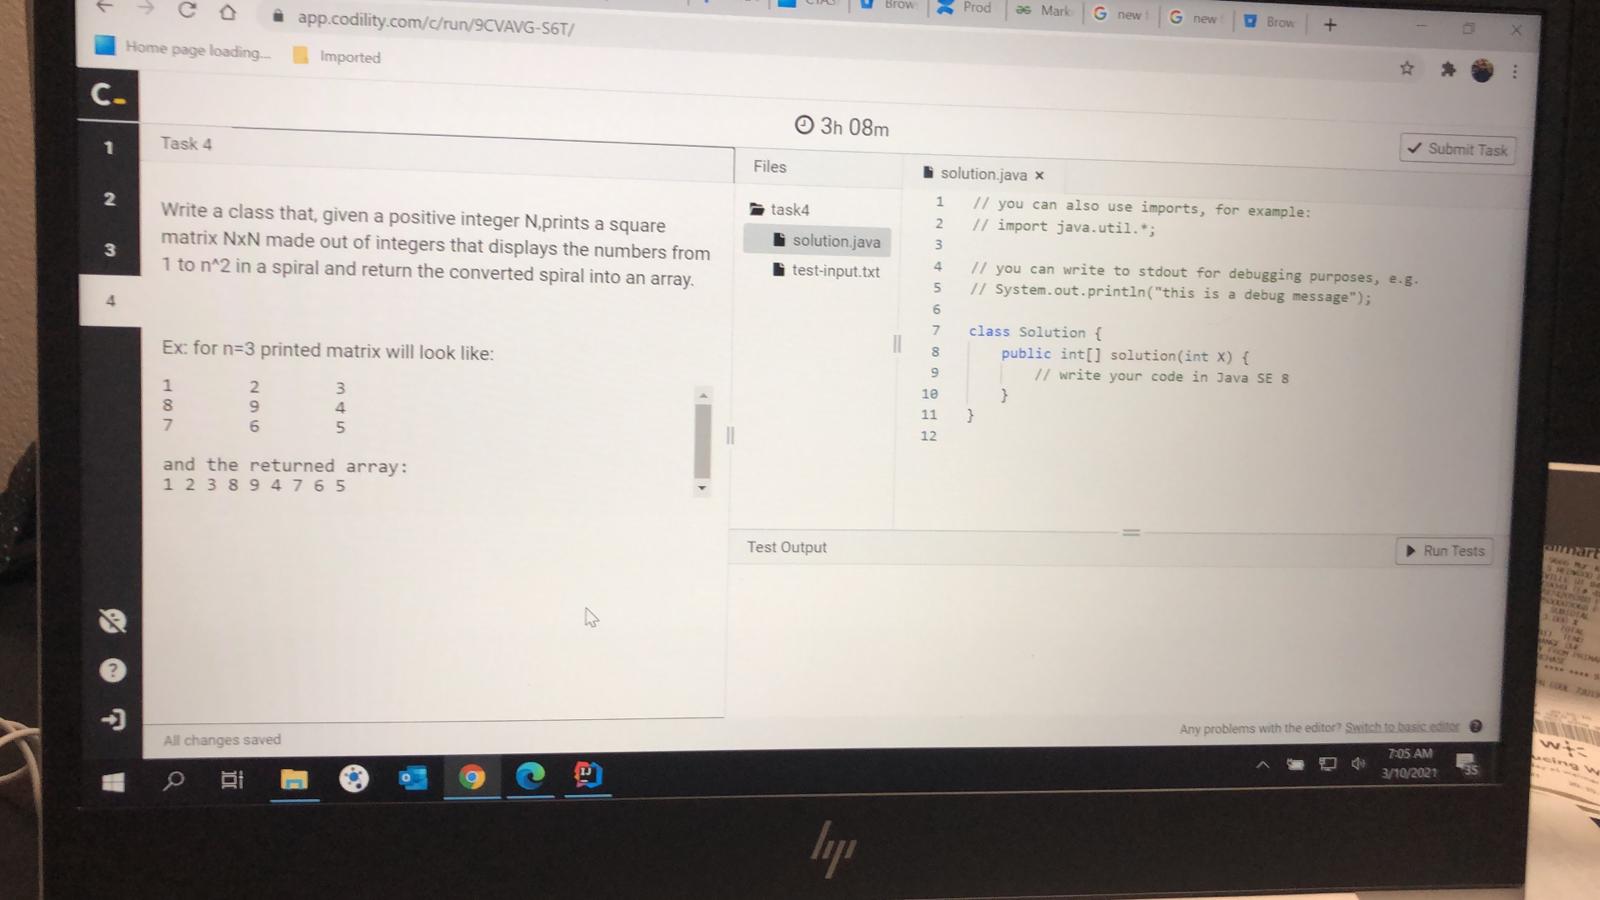 CTAS
Brow
Prod
Mark
new
new
Brow
app.codility.com/c/run/9CVAVG-S6T/
Home page loading...
Imported
C_
3h 08m
Submit Task
1
2
3
4
Task 4
Write a class that, given a positive integer N,prints a square
matrix NxN made out of integers that displays the numbers from
1 to n^2 in a spiral and return the converted spiral into an array.
Ex: for n=3 printed matrix will look like:
1 2 3
8 9 4
7 6 5
and the returned array:
1 2 3 8 9 4 7 6 5
All changes saved
Files
task4
solution.java
test-input.txt
solution.java ×
1 // you can also use imports, for example:
2 // import java.util.*;
3
4 // you can write to stdout for debugging purposes, e.g.
5 // System.out.println("this is a debug message");
6
7 class Solution {
8 public int[] solution(int X) {
9 // write your code in Java SE 8
10 }
11 }
12
Test Output
Run Tests
Any problems with the editor? Switch to basic editor
7:05 AM
3/10/2021
35
hp